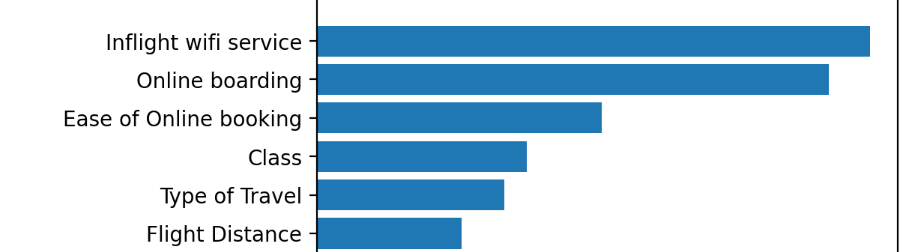 Inflight wifi service
Online boarding
Ease of Online booking
Class
Type of Travel
Flight Distance